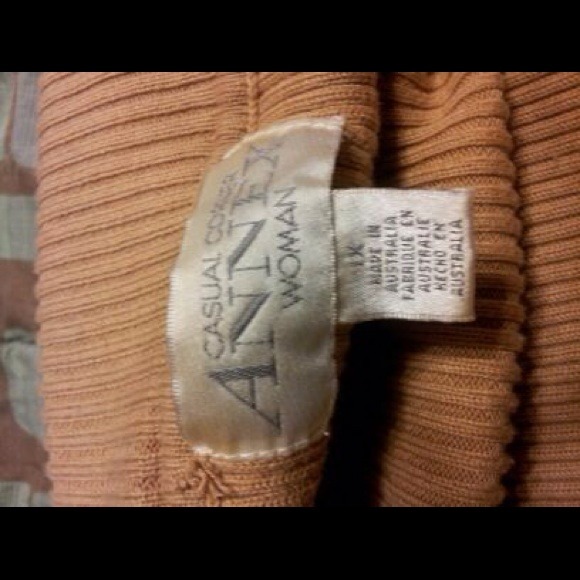 CASUAL CORNER
ANNEX
WOMAN
1X
MADE IN
AUSTRALIA
FABRIQUE EN
AUSTRALIE
HECHO EN
AUSTRALIA